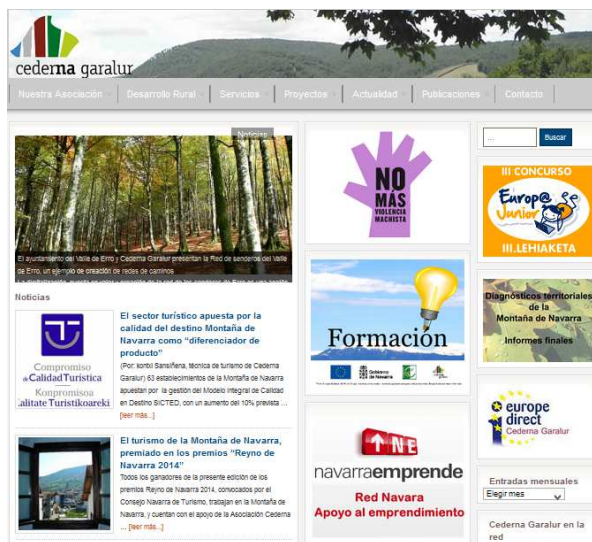 cederna garalur
Nuestra Asociación
Desarrollo Rural
Servicios
Proyectos
Actualidad
Publicaciones
Contacto
Noticias
El ayuntamiento del Valle de Erro y Cederna Garalur presentan la Red de senderos del Valle
de Erro, un ejemplo de creación de redes de caminos
Noticias
Compromiso
de Calidad Turística
Konpromisoa
Kalitate Turistikoareki
El sector turístico apuesta por la
calidad del destino Montaña de
Navarra como “diferenciador de
producto”
(Por: kontxi Sansiñena, técnica de turismo de Cederna
Garalur) 63 establecimientos de la Montaña de Navarra
apuestan por la gestión del Modelo Integral de Calidad
en Destino SICTED, con un aumento del 10% prevista ...
[leer más...]
El turismo de la Montaña de Navarra,
premiado en los premios “Reyno de
Navarra 2014”
Todos los ganadores de la presente edición de los
premios Reyno de Navarra 2014, convocados por el
Consejo Navarra de Turismo, trabajan en la Montaña de
Navarra, y cuentan con el apoyo de la Asociación Cederna
... [leer más...]
NO
MÁS
VIOLENCIA
MACHISTA
Formación
Gobierno
de Navarra
NE
navarraemprende
Red Navara
Apoyo al emprendimiento
...
Buscar
III CONCURSO
Europ@
Junior
III.LEHIAKETA
Diagnósticos territoriales
de la
Montaña de Navarra
Informes finales
europe
direct
Cederna Garalur
Entradas mensuales
Elegir mes
Cederna Garalur en la
red